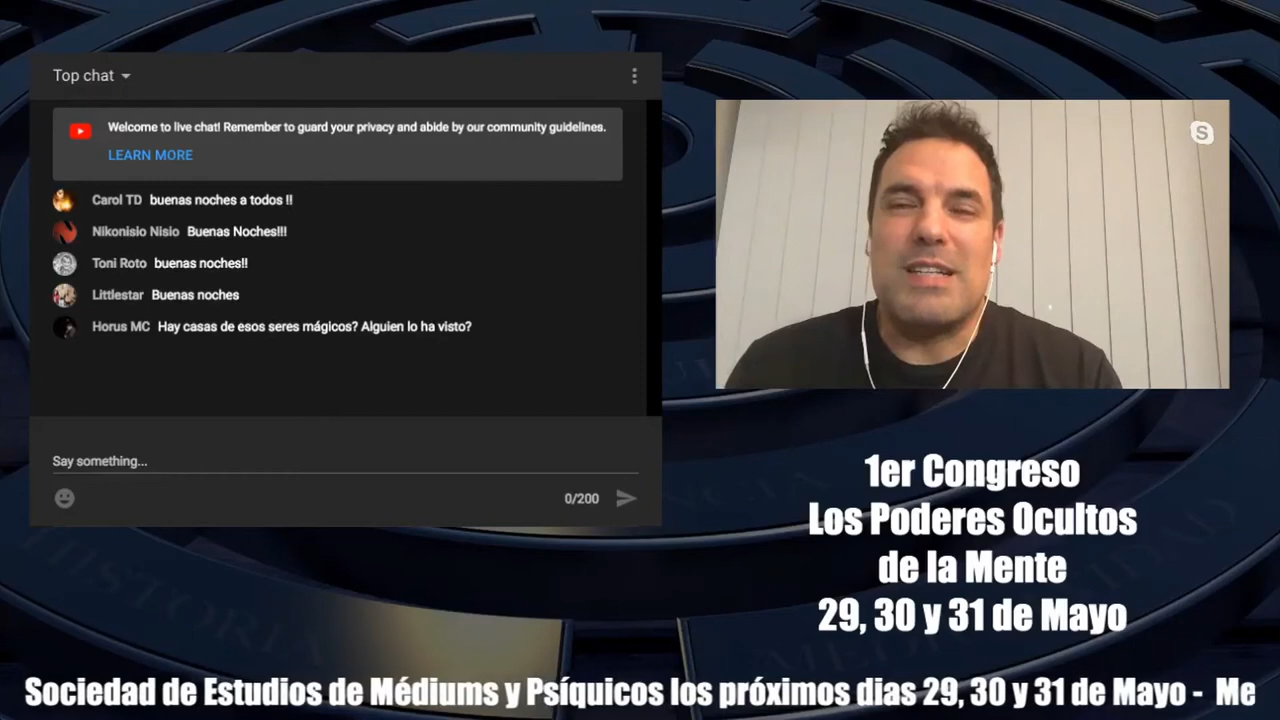 Top chat
Welcome to live chat! Remember to guard your privacy and abide by our community guidelines.
LEARN MORE
Carol TD buenas noches a todos !!
Nikonisio Nisio Buenas Noches!!!
Toni Roto buenas noches!!
Littlestar Buenas noches
Horus MC Hay casas de esos seres mágicos? Alguien lo ha visto?
Say something...
0/200
S
1er Congreso
Los Poderes Ocultos
de la Mente
29, 30 y 31 de Mayo
HISTORIA
Sociedad de Estudios de Médiums y Psíquicos los próximos dias 29, 30 y 31 de Mayo - Me